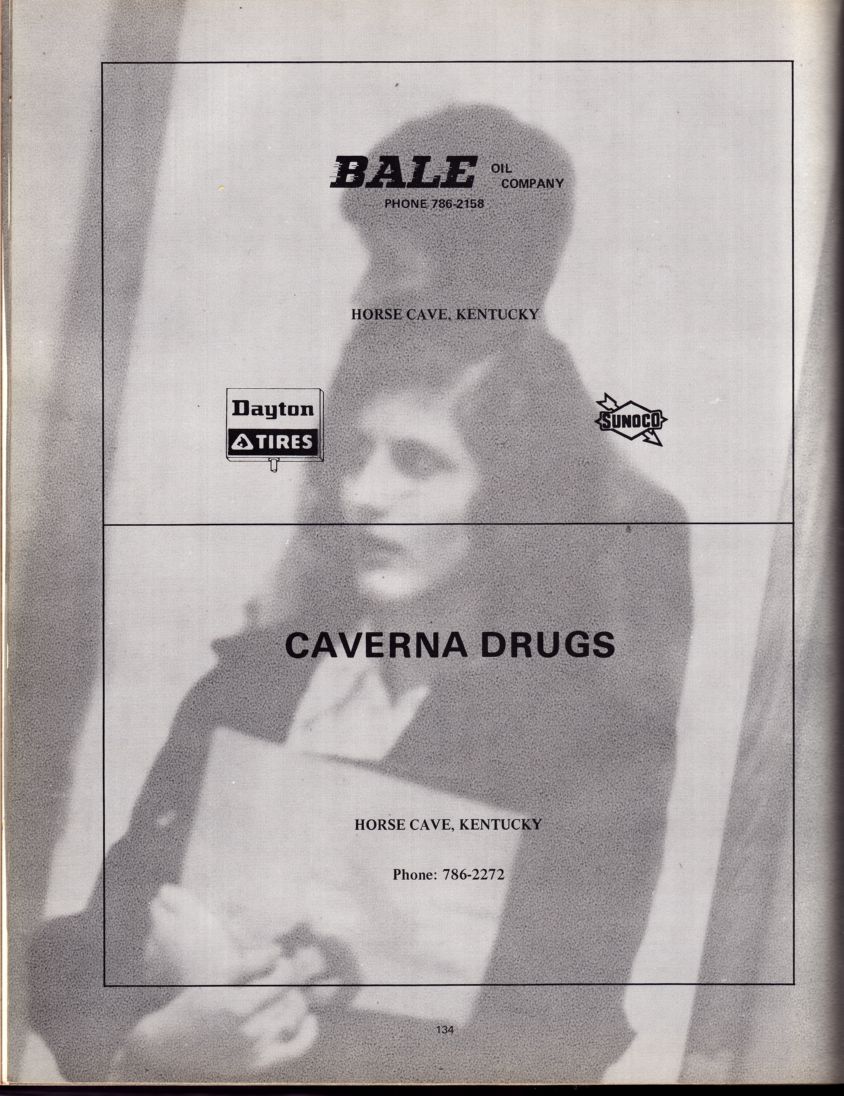 BALE OIL
COMPANY
PHONE 786-2158
HORSE CAVE, KENTUCKY
Dayton
TIRES
SUNOCO
CAVERNA DRUGS
HORSE CAVE, KENTUCKY
Phone: 786-2272
134